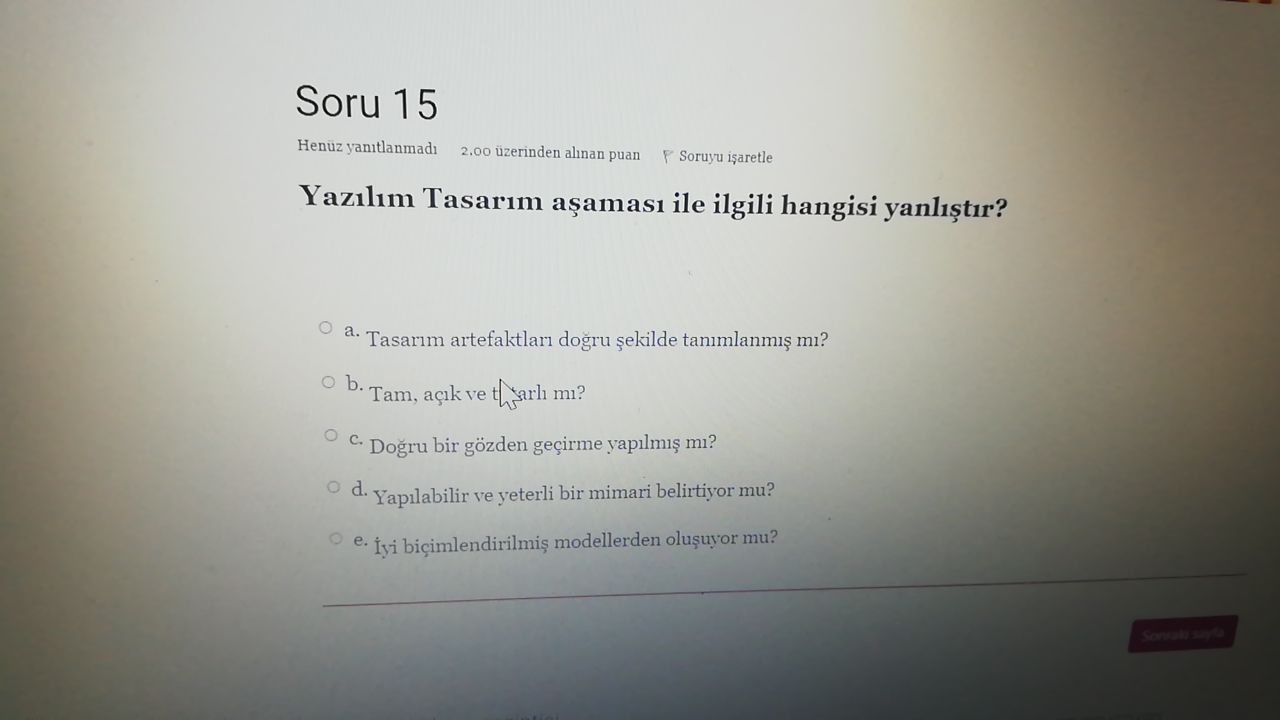 Soru 15
Henüz yanıtlanmadı 2,00 üzerinden alınan puan Soruyu işaretle
Yazılım Tasarım aşaması ile ilgili hangisi yanlıştır?
a. Tasarım artefaktları doğru şekilde tanımlanmış mı?
b. Tam, açık ve tutarlı mı?
c. Doğru bir gözden geçirme yapılmış mı?
d. Yapılabilir ve yeterli bir mimari belirtiyor mu?
e. İyi biçimlendirilmiş modellerden oluşuyor mu?
Sonraki sayfa